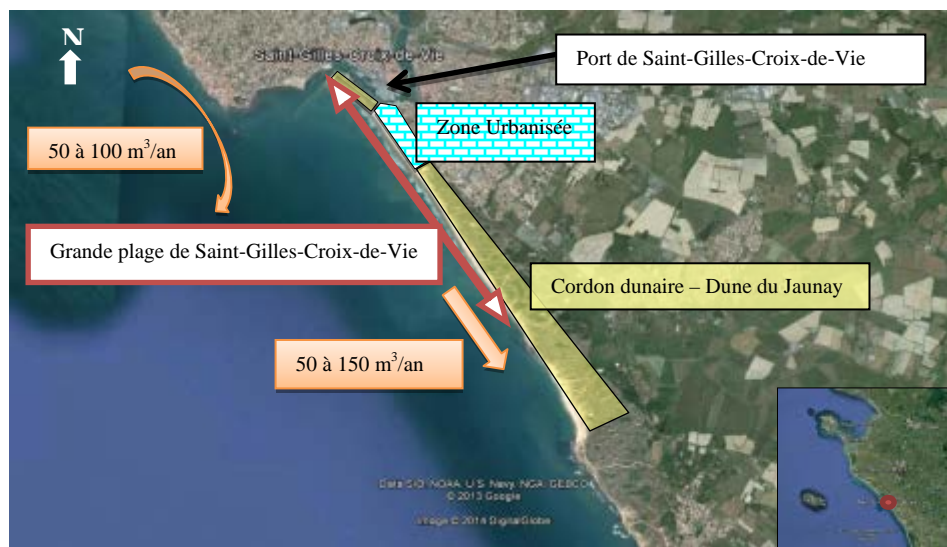 N
Saint-Gilles-Croix-de-Vie
Port de Saint-Gilles-Croix-de-Vie
Zone Urbanisée
50 à 100 m³/an
Grande plage de Saint-Gilles-Croix-de-Vie
Cordon dunaire – Dune du Jaunay
50 à 150 m³/an
Data SIO, NOAA, U.S. Navy, NGA, GEBCO
© 2013 Google
Image © 2014 DigitalGlobe